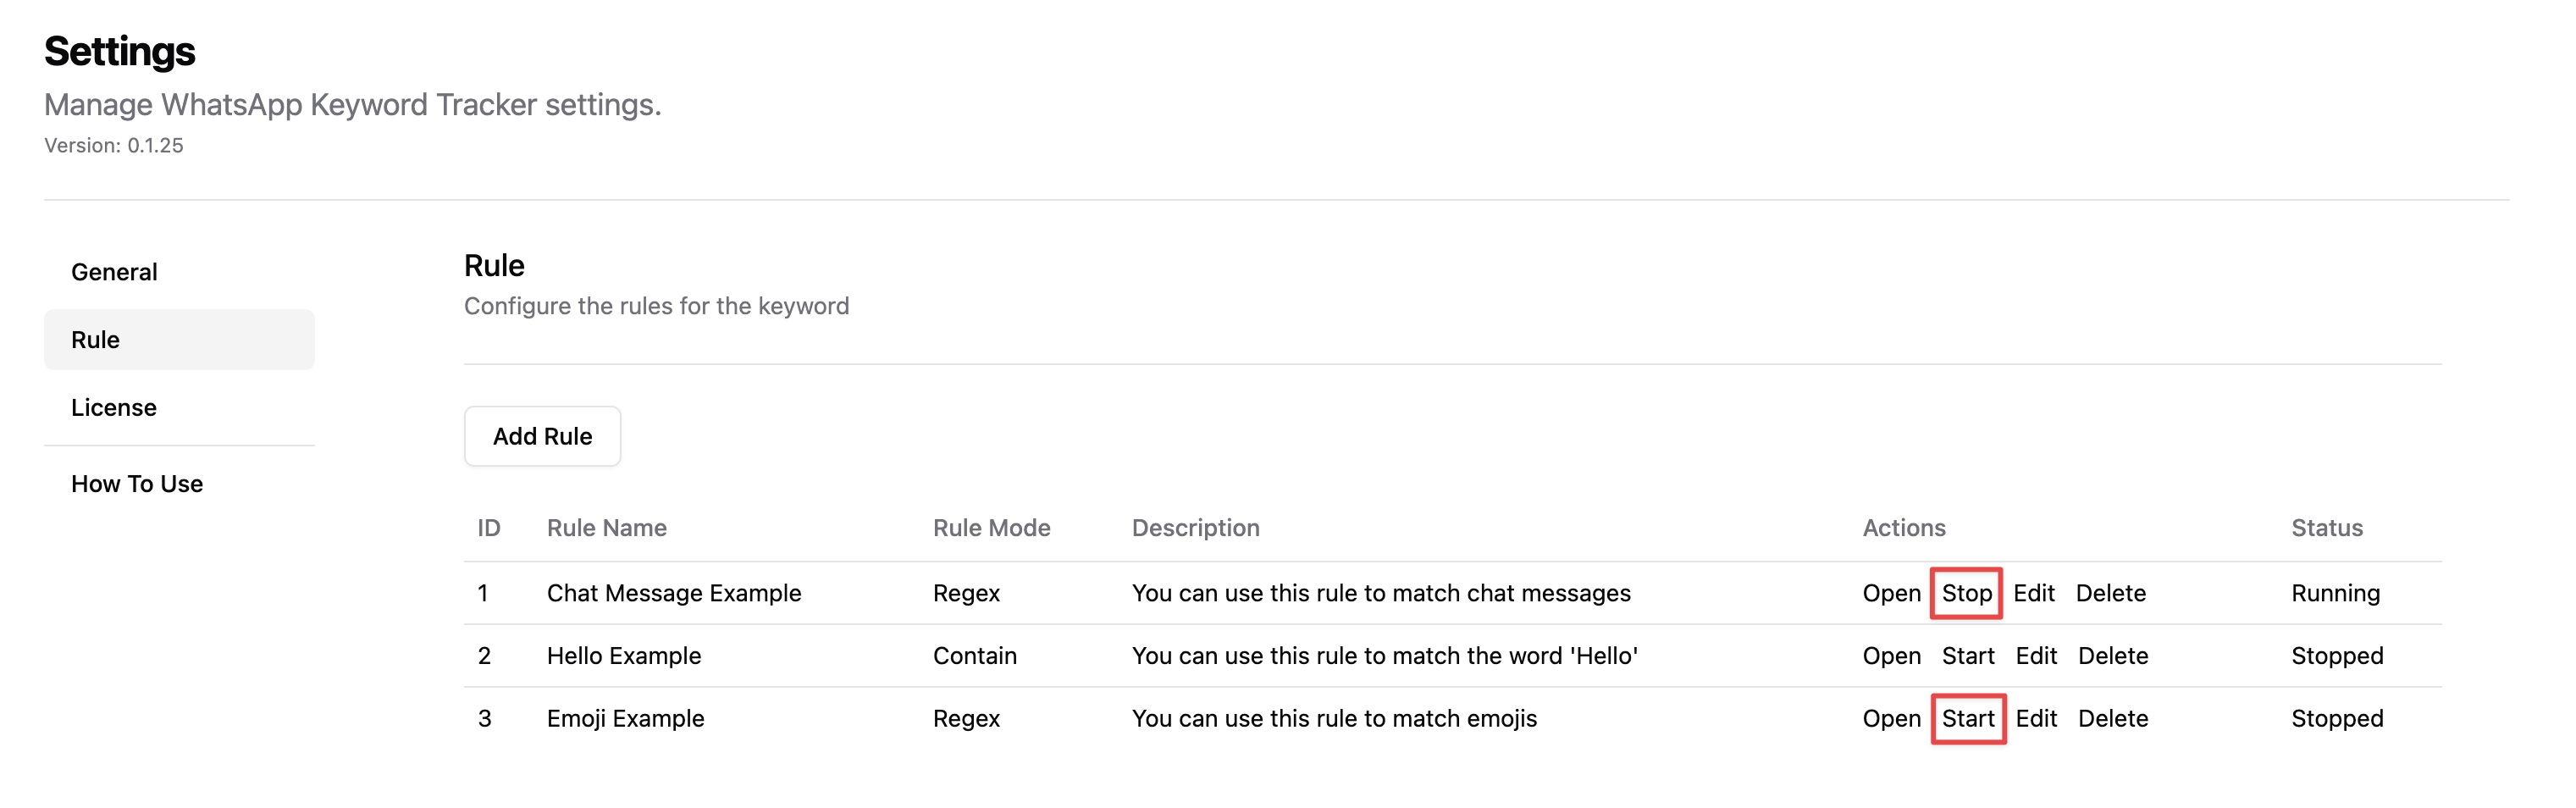 Settings
Manage WhatsApp Keyword Tracker settings.
Version: 0.1.25
General
Rule
License
How To Use
Rule
Configure the rules for the keyword
Add Rule
ID Rule Name Rule Mode Description Actions Status
1 Chat Message Example Regex You can use this rule to match chat messages Open Stop Edit Delete Running
2 Hello Example Contain You can use this rule to match the word 'Hello' Open Start Edit Delete Stopped
3 Emoji Example Regex You can use this rule to match emojis Open Start Edit Delete Stopped